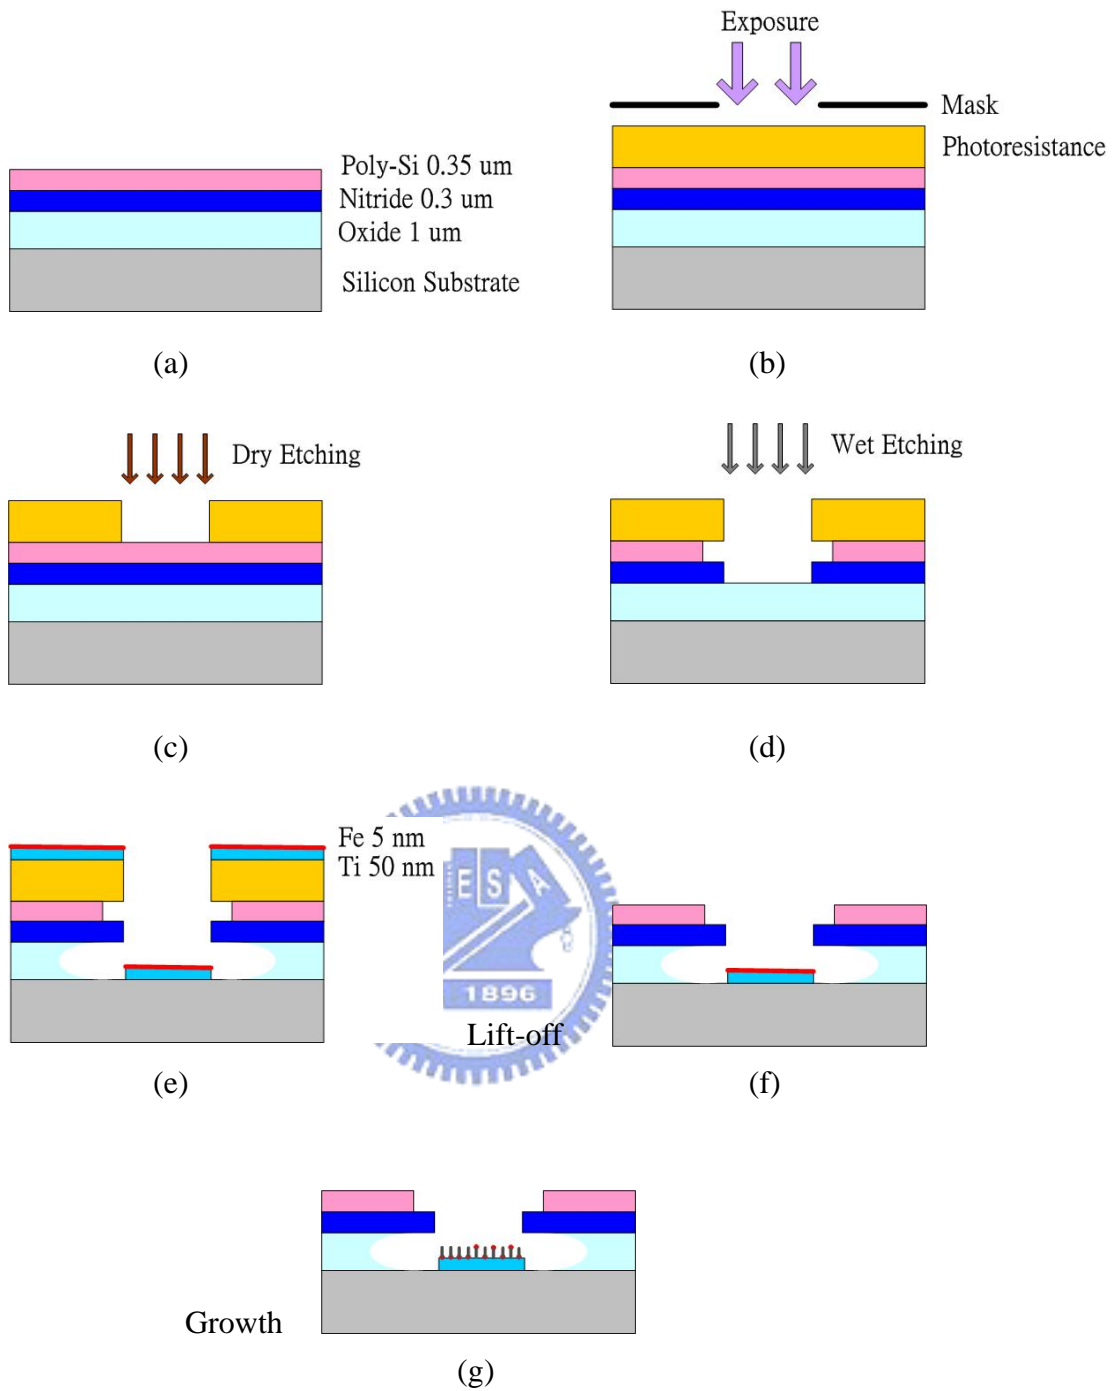 Exposure
Mask
Photoresistance
Poly-Si 0.35 um
Nitride 0.3 um
Oxide 1 um
Silicon Substrate
(a)
(b)
Dry Etching
Wet Etching
(c)
(d)
Fe 5 nm
Ti 50 nm
E S A
1896
Lift-off
(e)
(f)
Growth
(g)